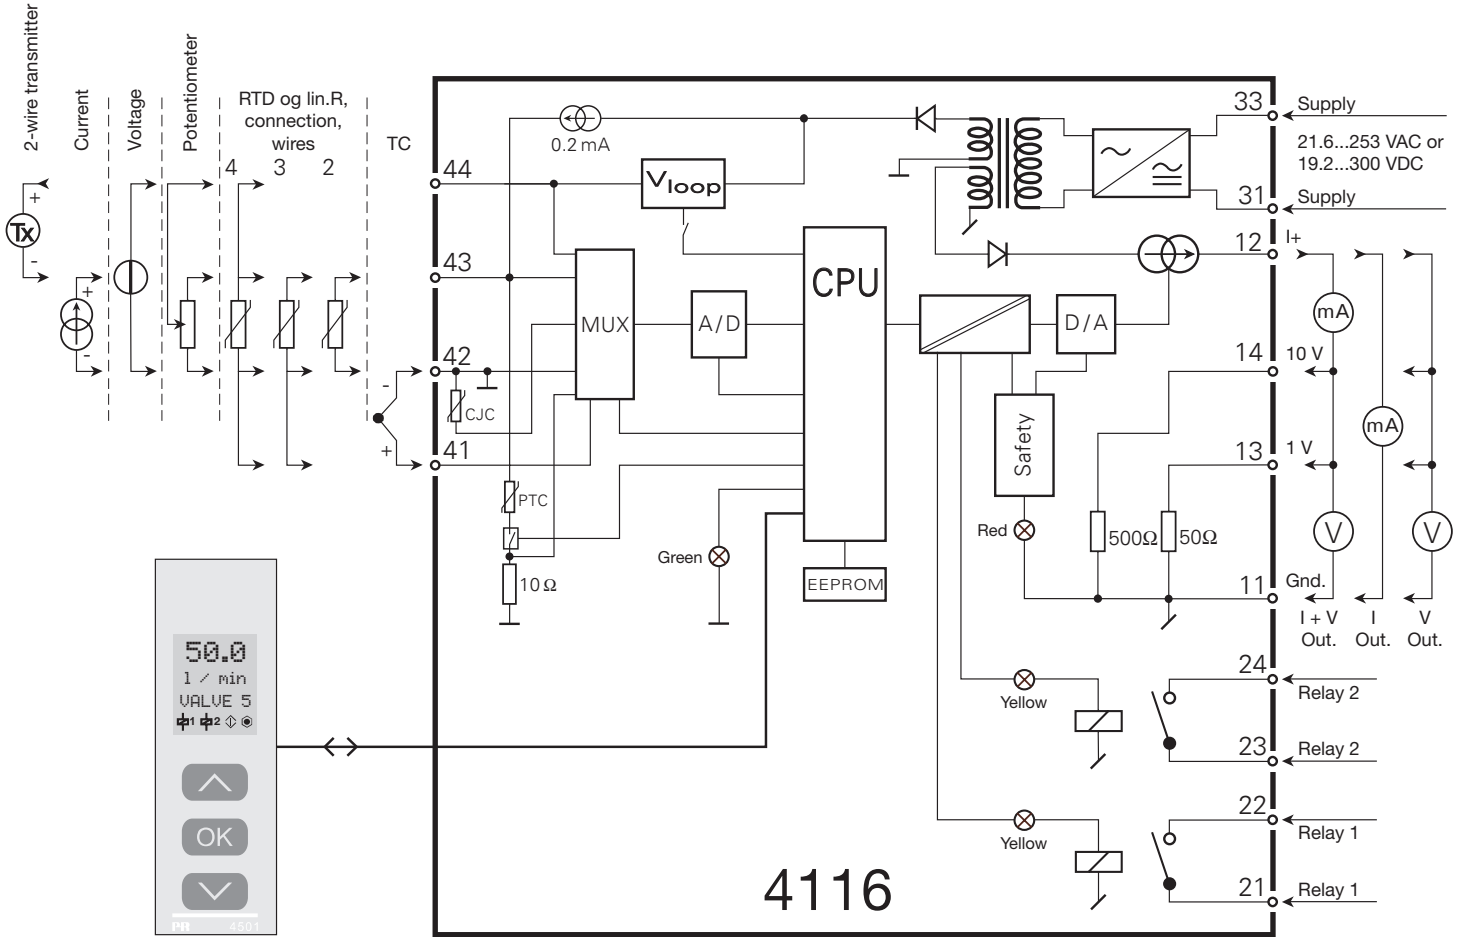 2-wire transmitter
Current
Voltage
Potentiometer
RTD og lin.R,
connection,
wires
4 3 2
TC
+
Tx
-
+
-
-
+
44
43
42
41
0.2 mA
Vloop
MUX
A/D
CPU
CJC
PTC
10 Ω
Green
EEPROM
D/A
Safety
Red
500Ω
50Ω
Yellow
Yellow
4116
33
Supply
21.6...253 VAC or
19.2...300 VDC
31
Supply
12
I+
mA
14
10 V
mA
13
1 V
V
V
11
Gnd.
I + V
Out.
I
Out.
V
Out.
24
Relay 2
23
Relay 2
22
Relay 1
21
Relay 1
50.0
l / min
VALVE 5
1 2
OK
PR 4501